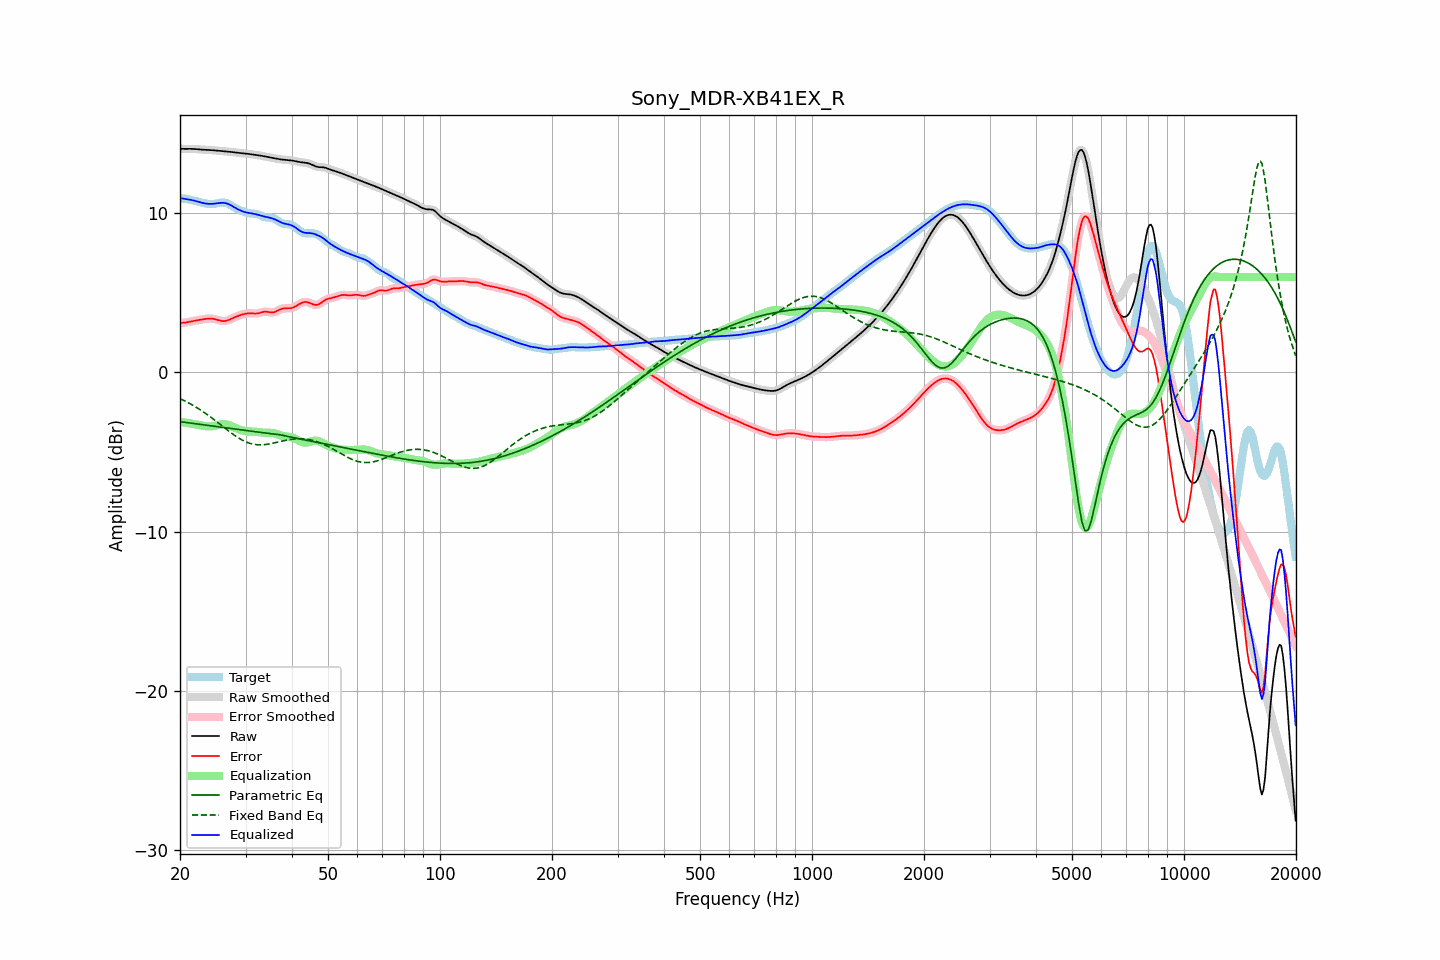 Sony_MDR-XB41EX_R
Amplitude (dBr)
10
0
−10
−20
−30
Target
Raw Smoothed
Error Smoothed
Raw
Error
Equalization
Parametric Eq
Fixed Band Eq
Equalized
20 50 100 200 500 1000 2000 5000 10000 20000
Frequency (Hz)